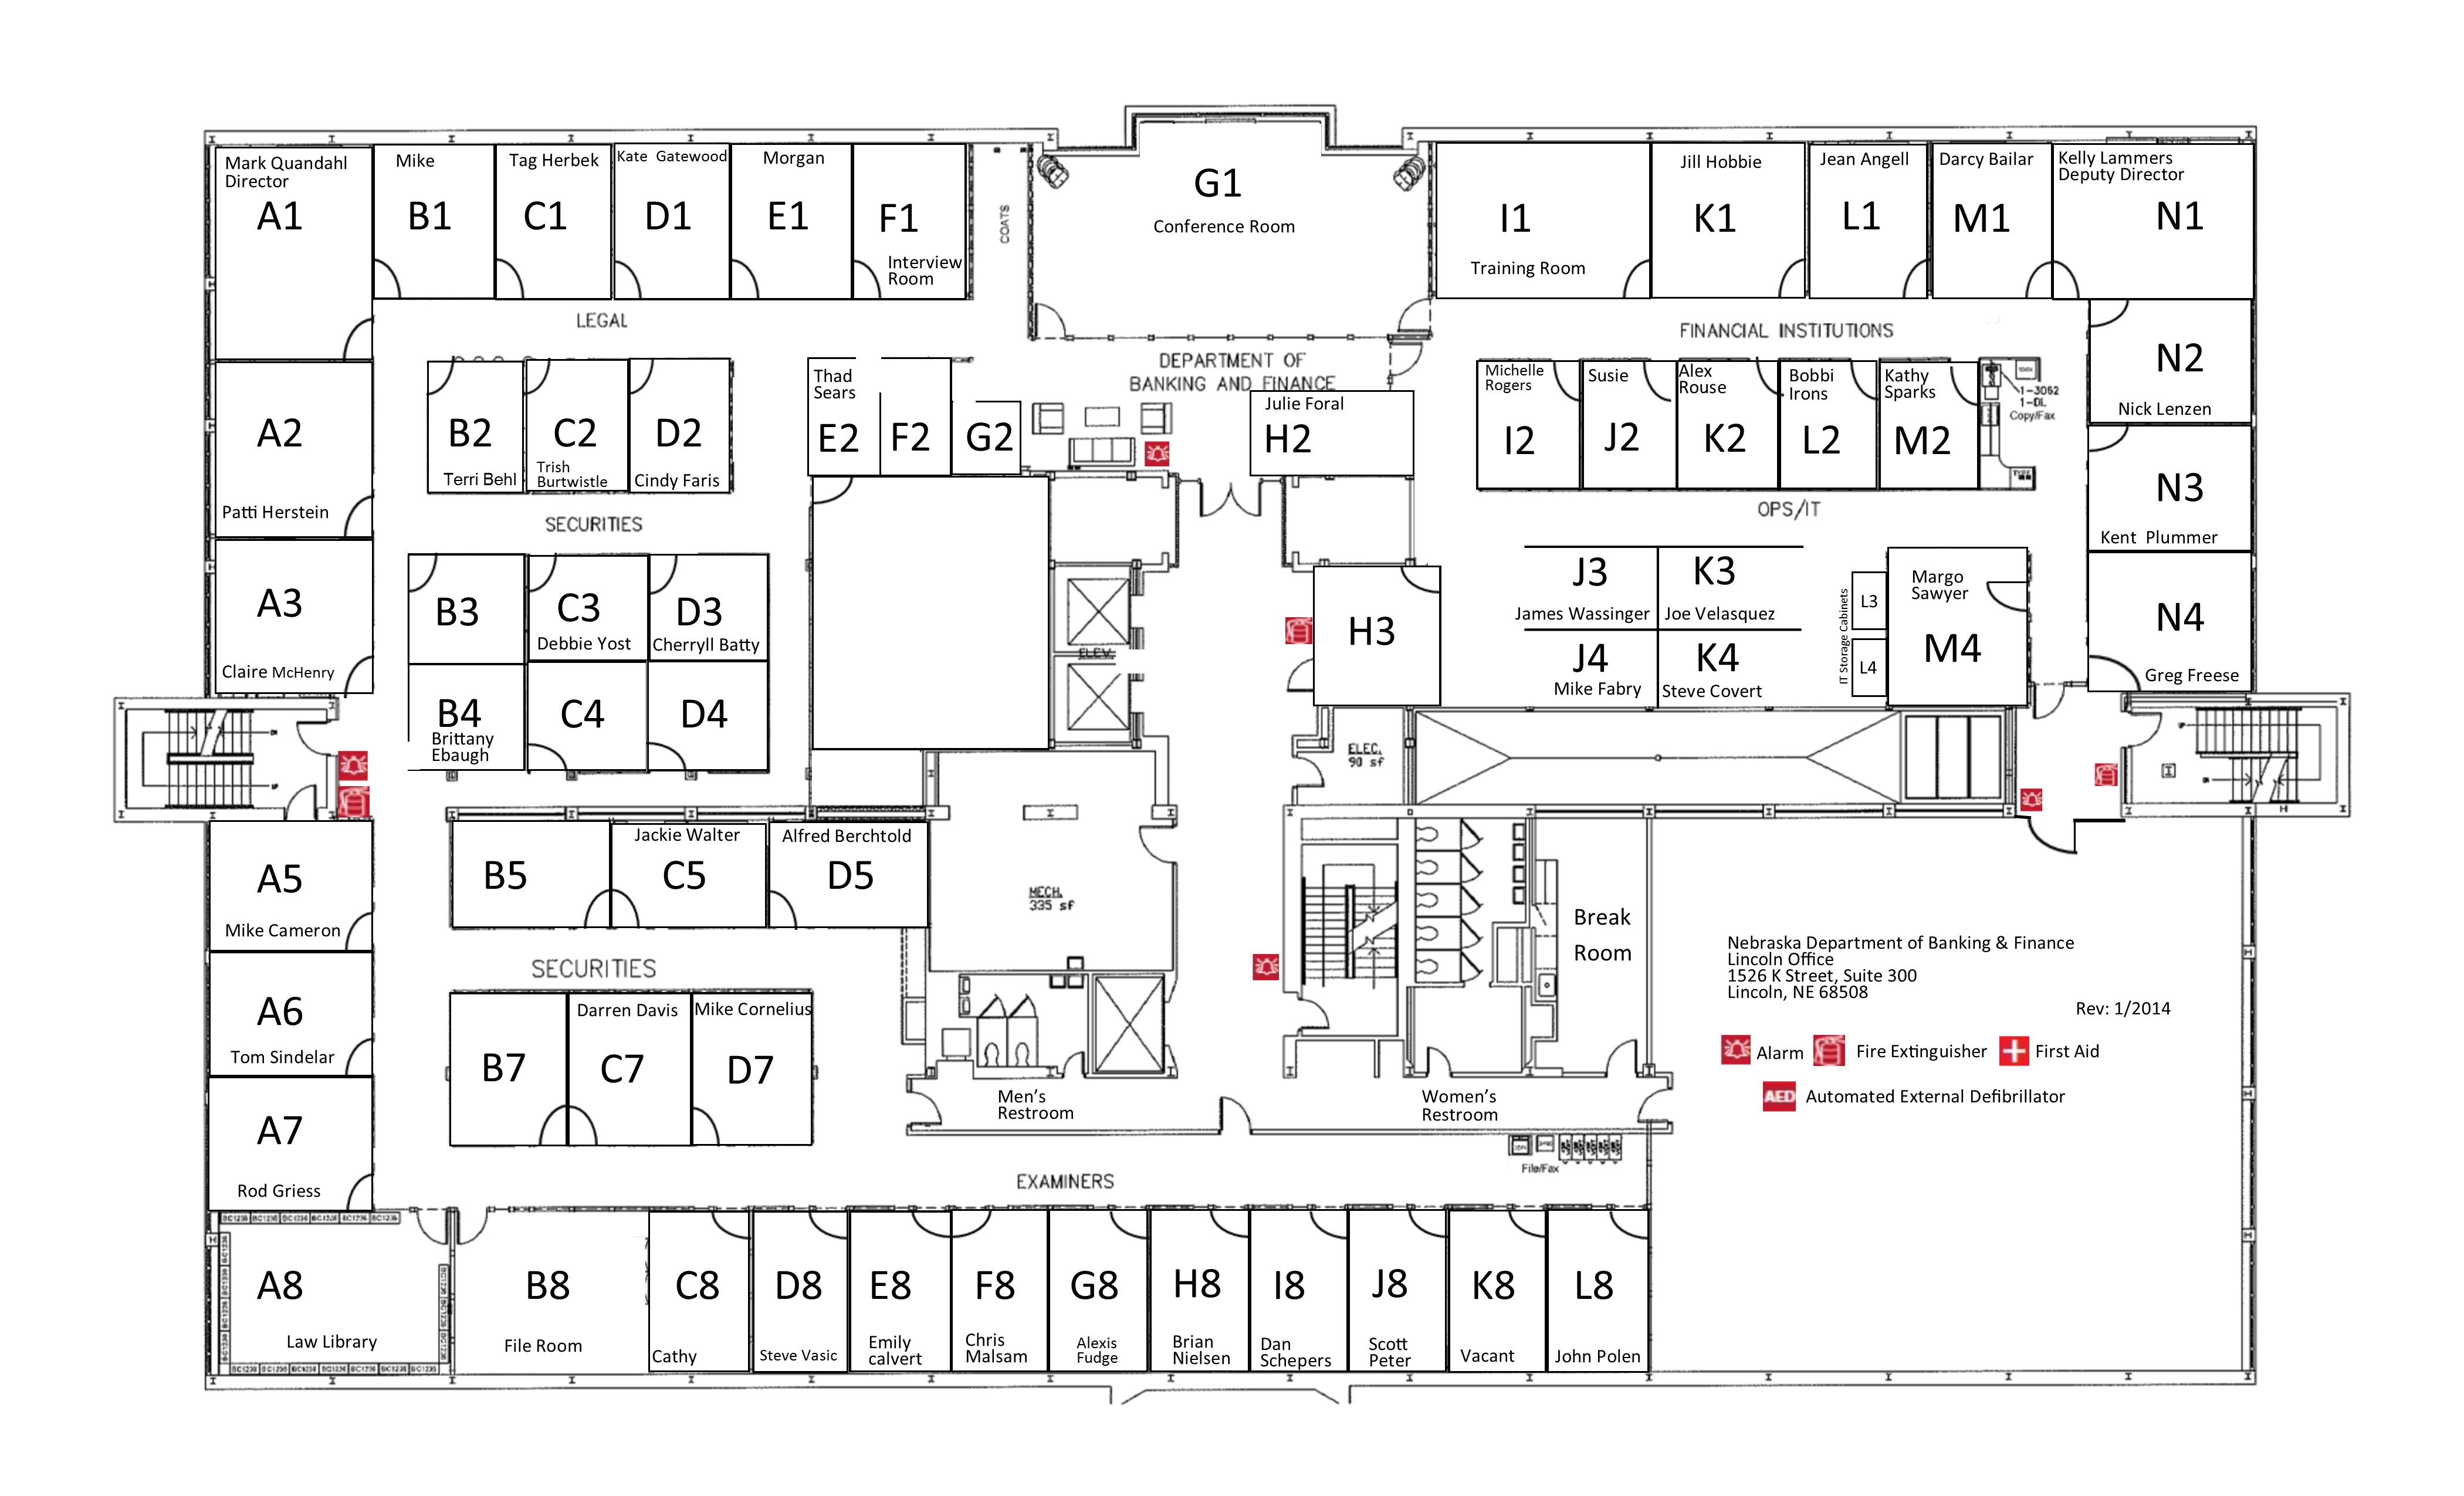 Mark Quandahl
Director
A1
Mike
B1
Tag Herbek
C1
Kate Gatewood
D1
Morgan
E1
F1
Interview
Room
COATS
G1
Conference Room
I1
Training Room
Jill Hobbie
K1
Jean Angell
L1
Darcy Bailar
M1
Kelly Lammers
Deputy Director
N1
LEGAL
DEPARTMENT OF
BANKING AND FINANCE
FINANCIAL INSTITUTIONS
N2
Nick Lenzen
A2
Patti Herstein
B2
Terri Behl
C2
Trish
Burtwistle
D2
Cindy Faris
Thad
Sears
E2
F2
G2
Julie Foral
H2
Michelle
Rogers
I2
Susie
J2
Alex
Rouse
K2
Bobbi
Irons
L2
Kathy
Sparks
M2
1-3052
1-DL
Copy/Fax
N3
Kent Plummer
SECURITIES
OPS/IT
A3
Claire McHenry
B3
C3
Debbie Yost
D3
Cherryll Batty
ELEV.
H3
J3
James Wassinger
K3
Joe Velasquez
J4
Mike Fabry
K4
Steve Covert
IT Storage Cabinets
L3
L4
Margo
Sawyer
M4
N4
Greg Freese
B4
Brittany
Ebaugh
C4
D4
ELEC.
90 sf
A5
Mike Cameron
B5
Jackie Walter
C5
Alfred Berchtold
D5
MECH.
335 sf
Break
Room
Nebraska Department of Banking & Finance
Lincoln Office
1526 K Street, Suite 300
Lincoln, NE 68508
Rev: 1/2014
Alarm
Fire Extinguisher
First Aid
AED
Automated External Defibrillator
SECURITIES
A6
Tom Sindelar
B7
Darren Davis
C7
Mike Cornelius
D7
Men's
Restroom
Women's
Restroom
A7
Rod Griess
File/Fax
EXAMINERS
BC1236 BC1236 BC1236 BC1236 BC1236 BC1236
A8
Law Library
B8
File Room
C8
Cathy
D8
Steve Vasic
E8
Emily
calvert
F8
Chris
Malsam
G8
Alexis
Fudge
H8
Brian
Nielsen
I8
Dan
Schepers
J8
Scott
Peter
K8
Vacant
L8
John Polen